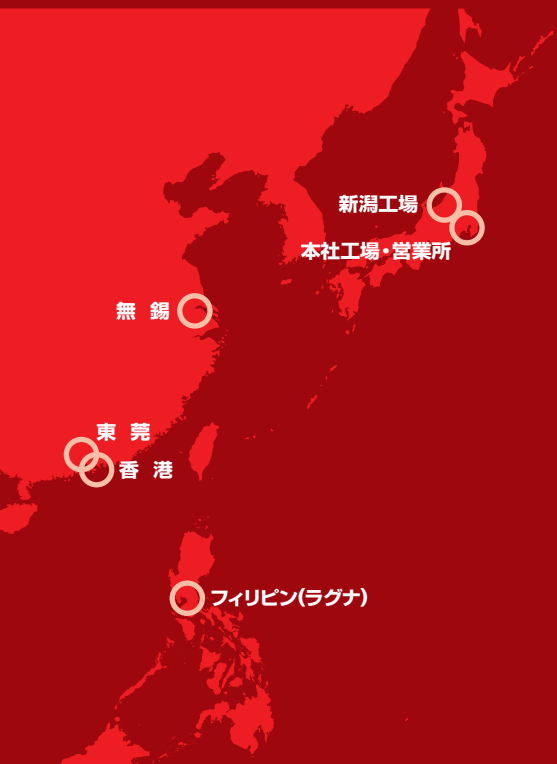 新潟工場
本社工場・営業所
無 錫
東 莞
香 港
フィリピン(ラグナ)